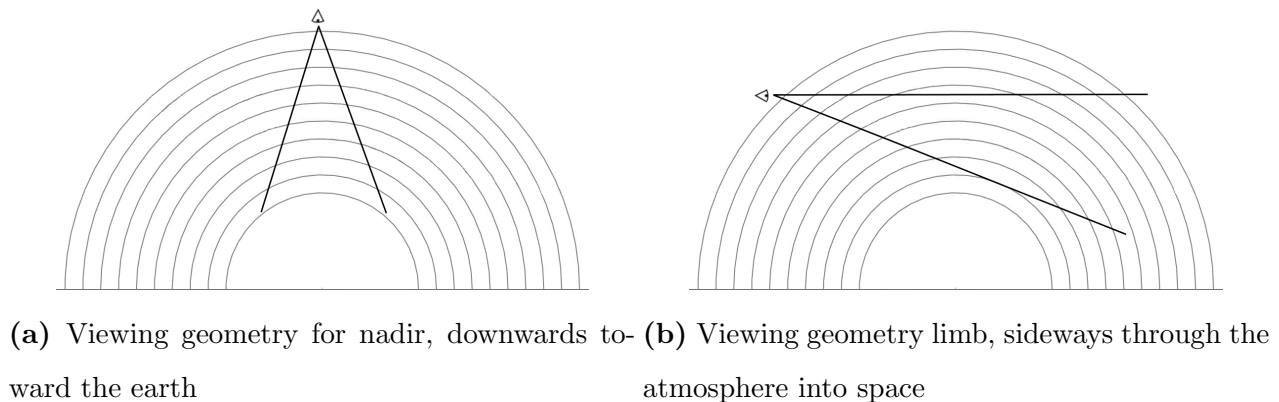 (a) Viewing geometry for nadir, downwards to-
ward the earth
(b) Viewing geometry limb, sideways through the
atmosphere into space